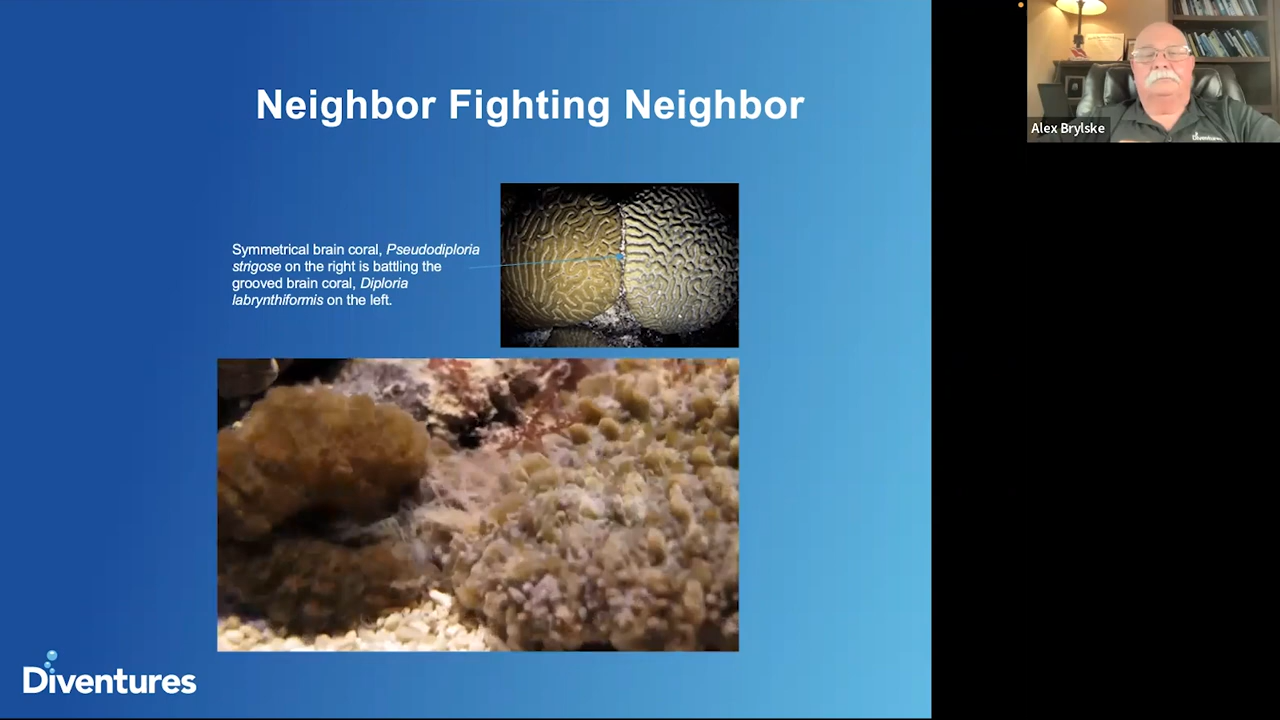 Neighbor Fighting Neighbor
Symmetrical brain coral, Pseudodiploria
strigose on the right is battling the
grooved brain coral, Diploria
labrynthiformis on the left.
Diventures
Alex Brylske
Diventures